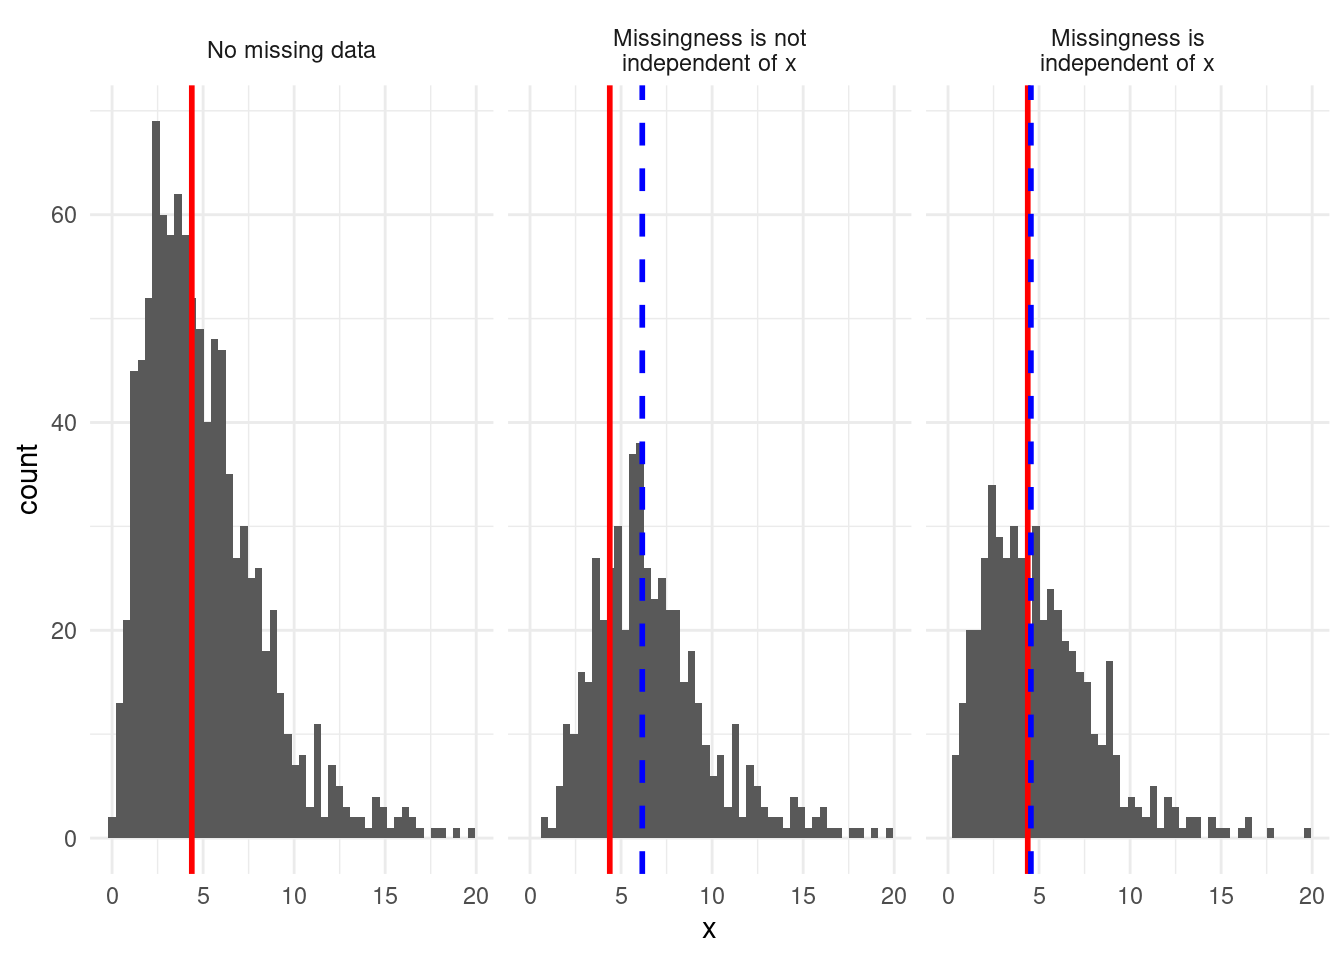 No missing data
Missingness is not
independent of x
Missingness is
independent of x
60
40
20
0
count
0 5 10 15 20
0 5 10 15 20
0 5 10 15 20
x